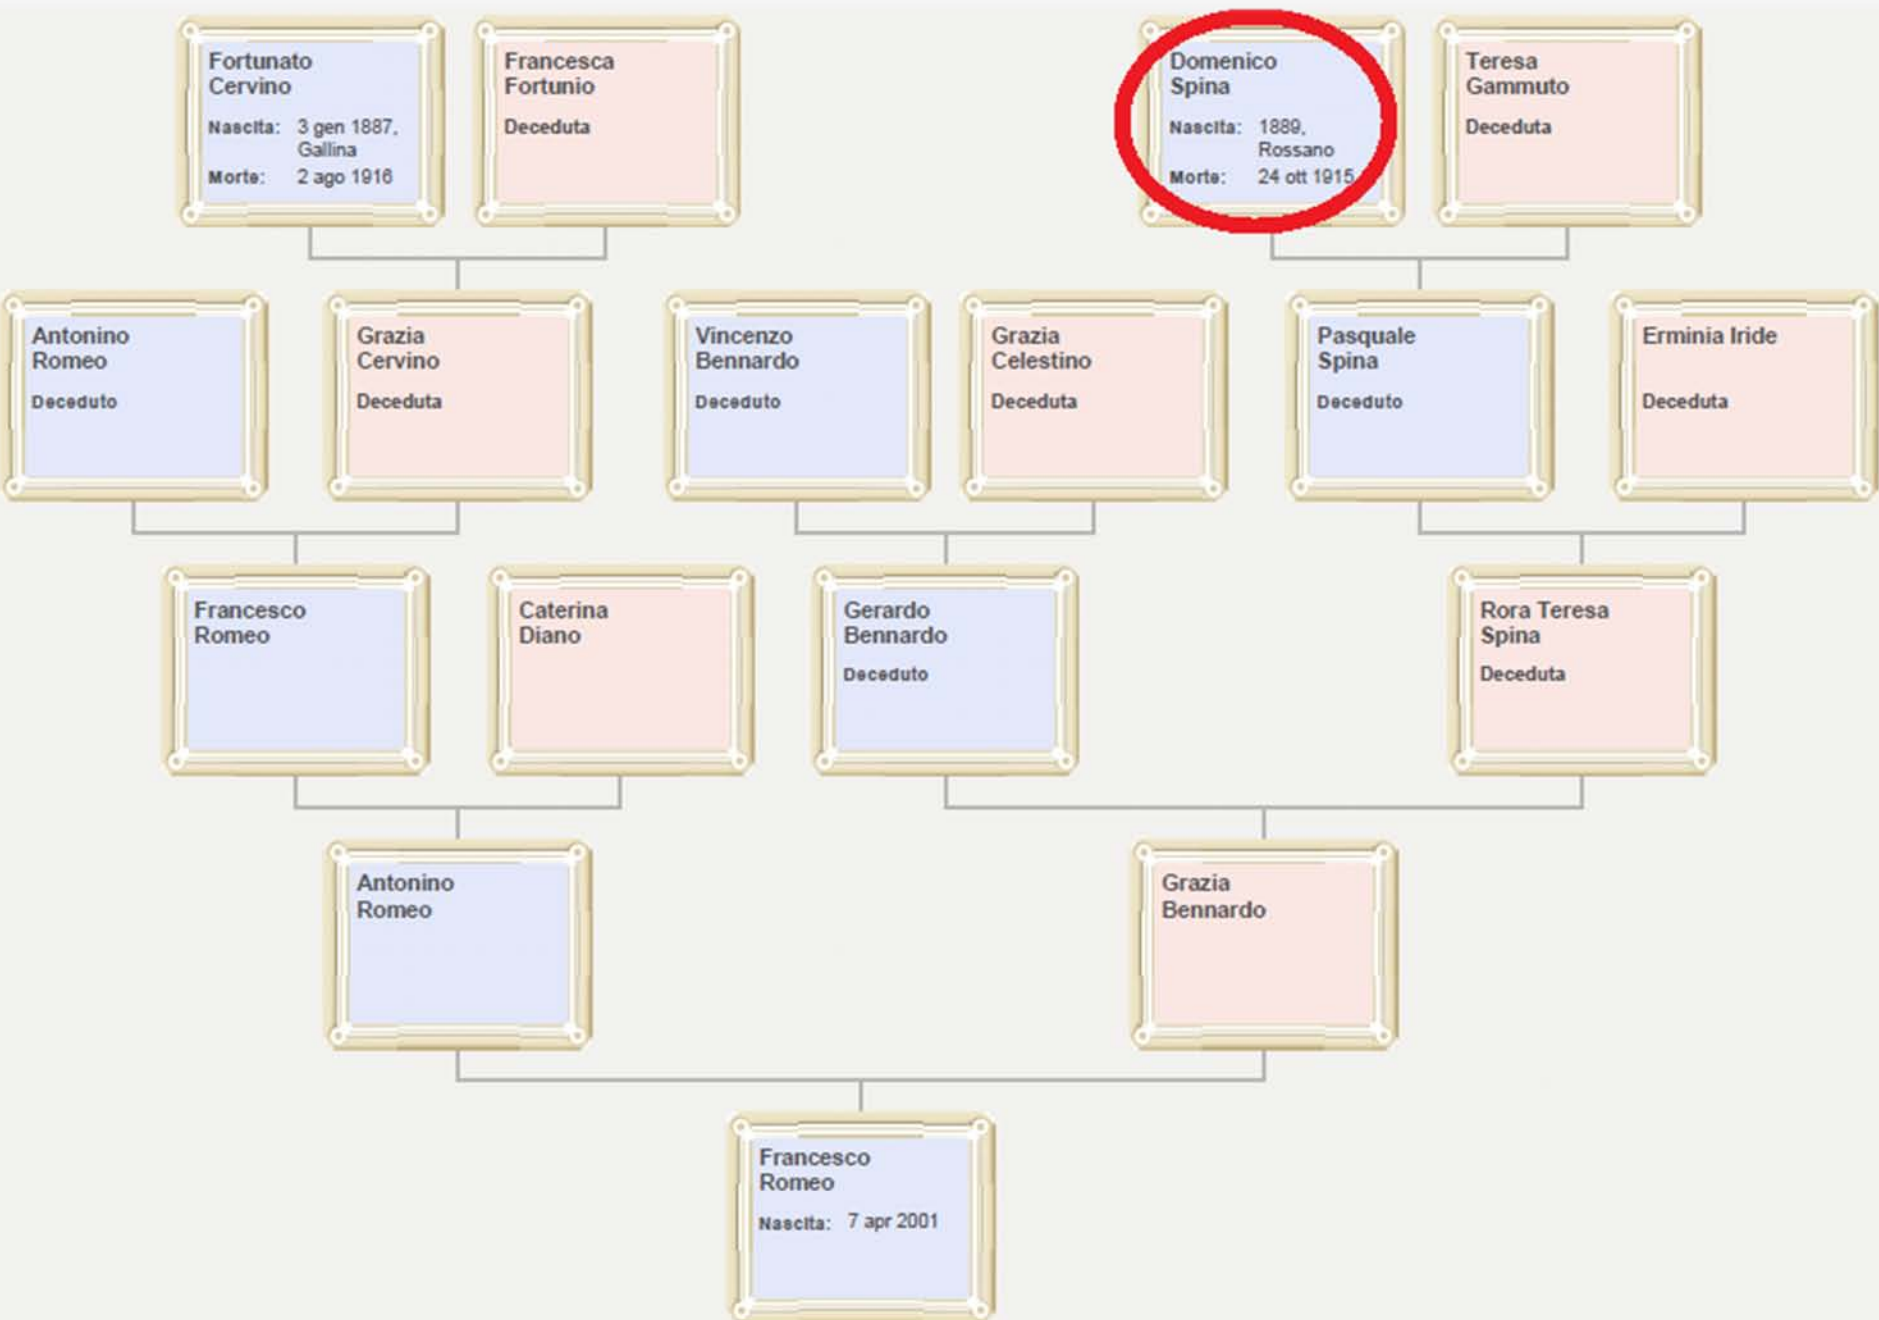 Fortunato
Cervino
Nascita: 3 gen 1887,
Gallina
Morte: 2 ago 1916
Francesca
Fortunio
Deceduta
Domenico
Spina
Nascita: 1889,
Rossano
Morte: 24 ott 1915
Teresa
Gammuto
Deceduta
Antonino
Romeo
Deceduto
Grazia
Cervino
Deceduta
Vincenzo
Bennardo
Deceduto
Grazia
Celestino
Deceduta
Pasquale
Spina
Deceduto
Erminia Iride
Deceduta
Francesco
Romeo
Caterina
Diano
Gerardo
Bennardo
Deceduto
Rora Teresa
Spina
Deceduta
Antonino
Romeo
Grazia
Bennardo
Francesco
Romeo
Nascita: 7 apr 2001